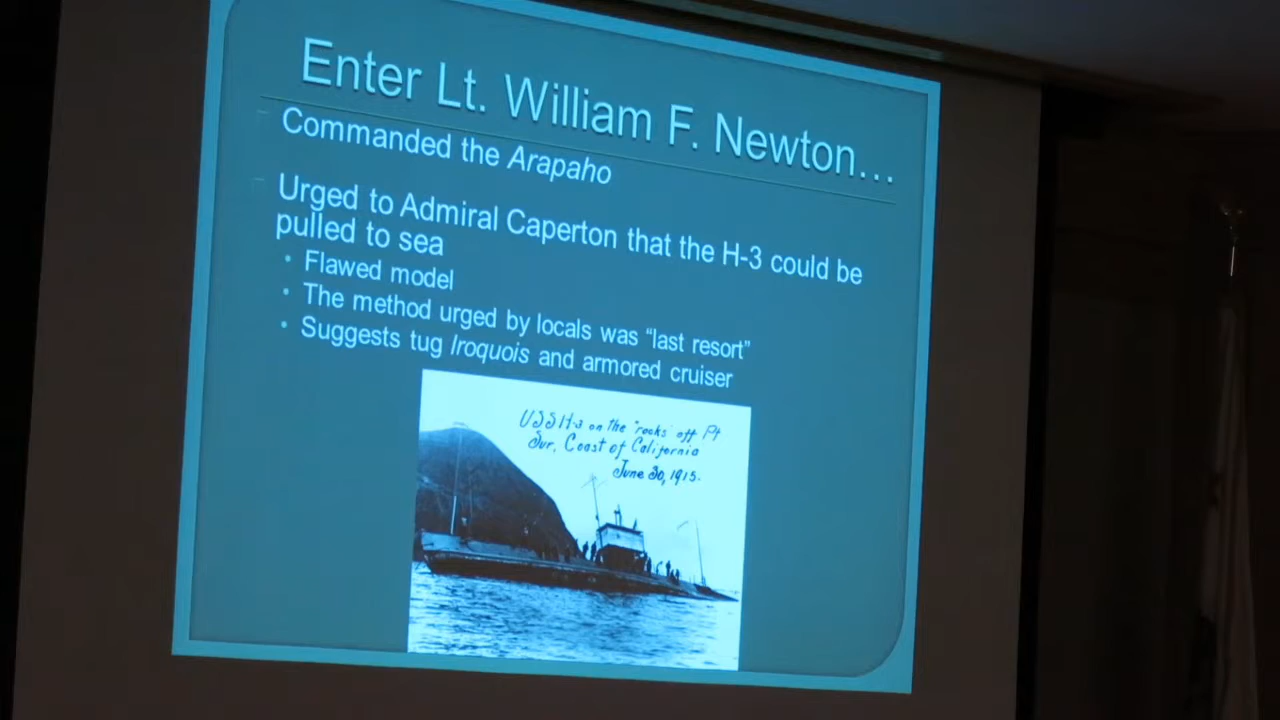 Enter Lt. William F. Newton...
Commanded the Arapaho
Urged to Admiral Caperton that the H-3 could be
pulled to sea
• Flawed model
• The method urged by locals was “last resort”
• Suggests tug Iroquois and armored cruiser
USS H-3 on the "rocks" off Pt
Sur, Coast of California
June 30, 1915.